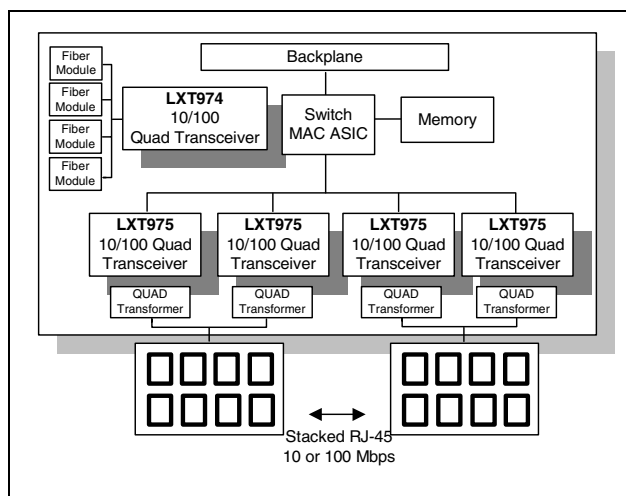 Backplane
Fiber
Module
Fiber
Module
Fiber
Module
Fiber
Module
LXT974
10/100
Quad Transceiver
Switch
MAC ASIC
Memory
LXT975
10/100 Quad
Transceiver
LXT975
10/100 Quad
Transceiver
LXT975
10/100 Quad
Transceiver
LXT975
10/100 Quad
Transceiver
QUAD
Transformer
QUAD
Transformer
QUAD
Transformer
QUAD
Transformer
Stacked RJ-45
10 or 100 Mbps